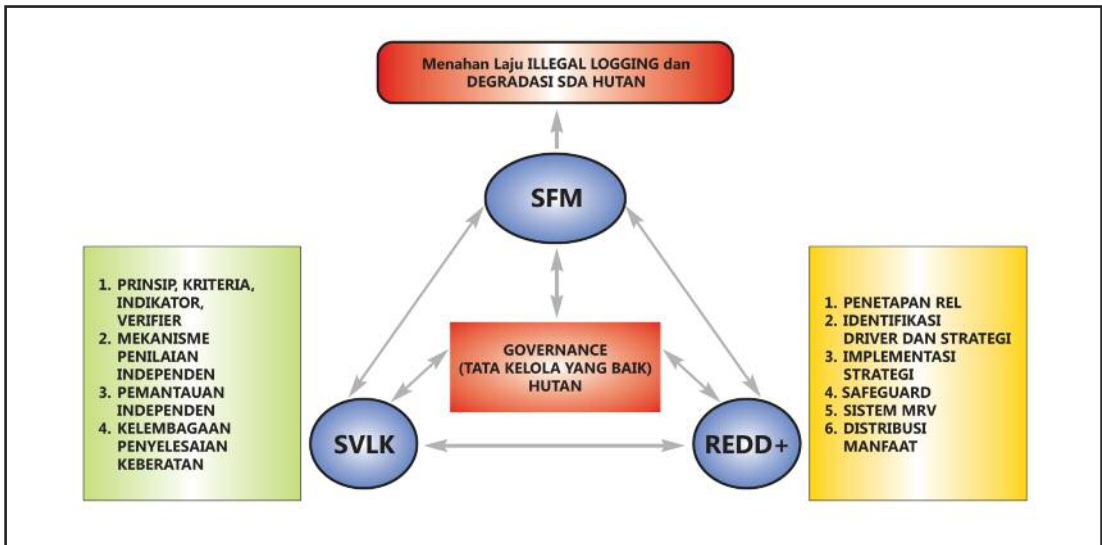 Menahan Laju ILLEGAL LOGGING dan
DEGRADASI SDA HUTAN
SFM
1. PRINSIP, KRITERIA,
INDIKATOR,
VERIFIER
2. MEKANISME
PENILAIAN
INDEPENDEN
3. PEMANTAUAN
INDEPENDEN
4. KELEMBAGAAN
PENYELESAIAN
KEBERATAN
GOVERNANCE
(TATA KELOLA YANG BAIK)
HUTAN
1. PENETAPAN REL
2. IDENTIFIKASI
DRIVER DAN STRATEGI
3. IMPLEMENTASI
STRATEGI
4. SAFEGUARD
5. SISTEM MRV
6. DISTRIBUSI
MANFAAT
SVLK
REDD+